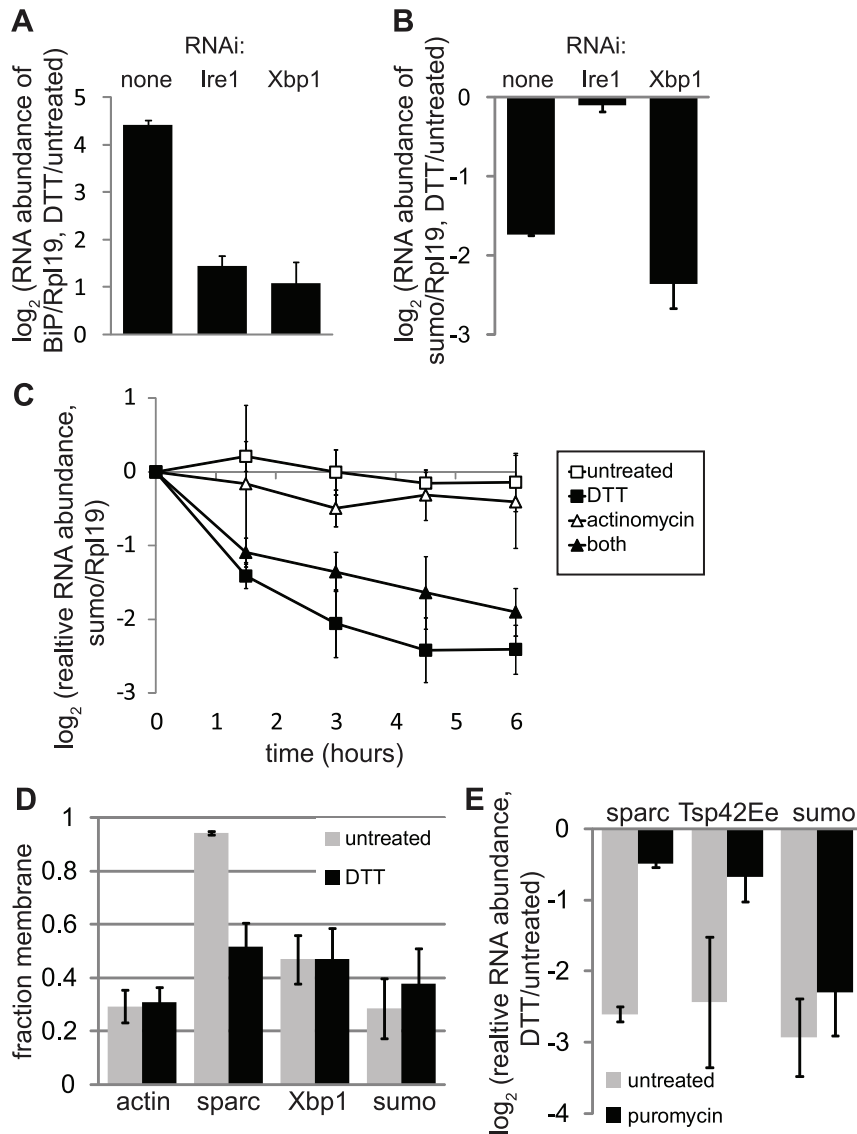 A
RNAi:
none Ire1 Xbp1
log2 (RNA abundance of
BiP/Rpl19, DTT/untreated)
5
4
3
2
1
0
B
RNAi:
none Ire1 Xbp1
log2 (RNA abundance of
sumo/Rpl19, DTT/untreated)
0
-1
-2
-3
C
log2 (realtive RNA abundance,
sumo/Rpl19)
1
0
-1
-2
-3
0 1 2 3 4 5 6
time (hours)
untreated
DTT
actinomycin
both
D
fraction membrane
1
0.8
0.6
0.4
0.2
0
untreated
DTT
actin sparc Xbp1 sumo
E
sparc Tsp42Ee sumo
log2 (realtive RNA abundance,
DTT/untreated)
0
-1
-2
-3
-4
untreated
puromycin